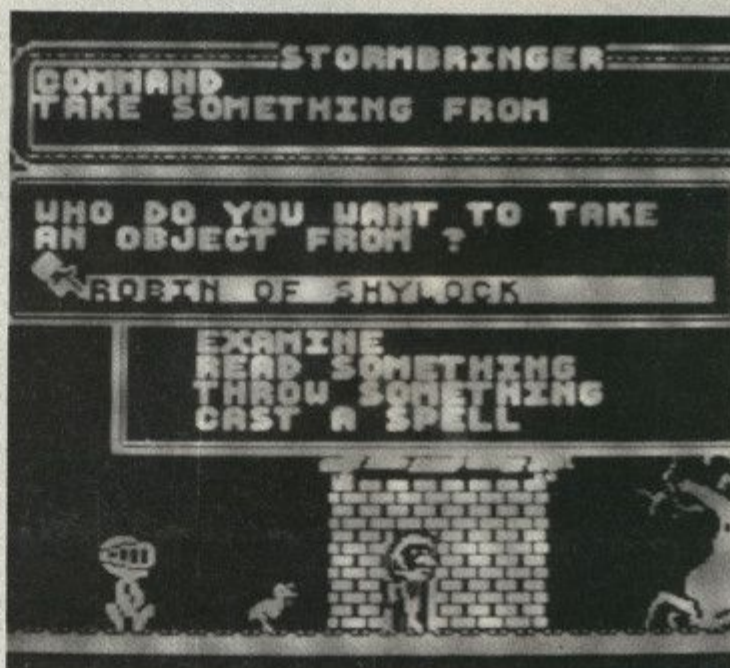 STORMBRINGER
COMMAND
TAKE SOMETHING FROM
WHO DO YOU WANT TO TAKE
AN OBJECT FROM ?
ROBIN OF SHYLOCK
EXAMINE
READ SOMETHING
THROW SOMETHING
CAST A SPELL